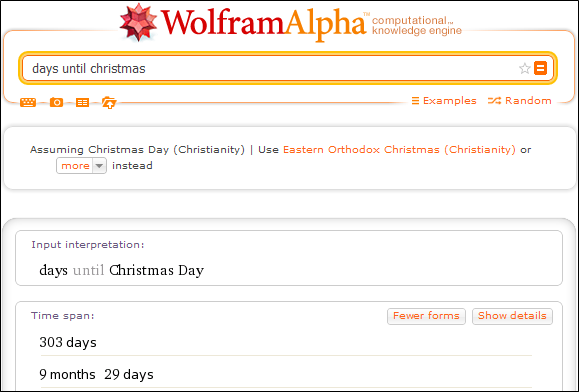 WolframAlpha™ computational...
knowledge engine
days until christmas
Examples Random
Assuming Christmas Day (Christianity) | Use Eastern Orthodox Christmas (Christianity) or
more instead
Input interpretation:
days until Christmas Day
Time span: Fewer forms Show details
303 days
9 months 29 days